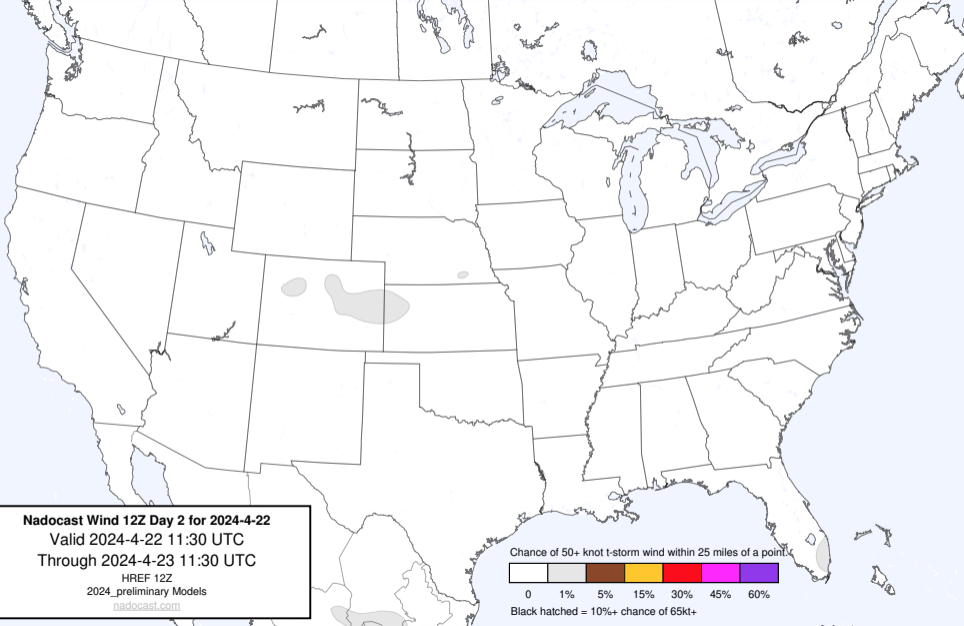 Nadocast Wind 12Z Day 2 for 2024-4-22
Valid 2024-4-22 11:30 UTC
Through 2024-4-23 11:30 UTC
HREF 12Z
2024_preliminary Models
nadocast.com
Chance of 50+ knot t-storm wind within 25 miles of a point.
0 1% 5% 15% 30% 45% 60%
Black hatched = 10%+ chance of 65kt+